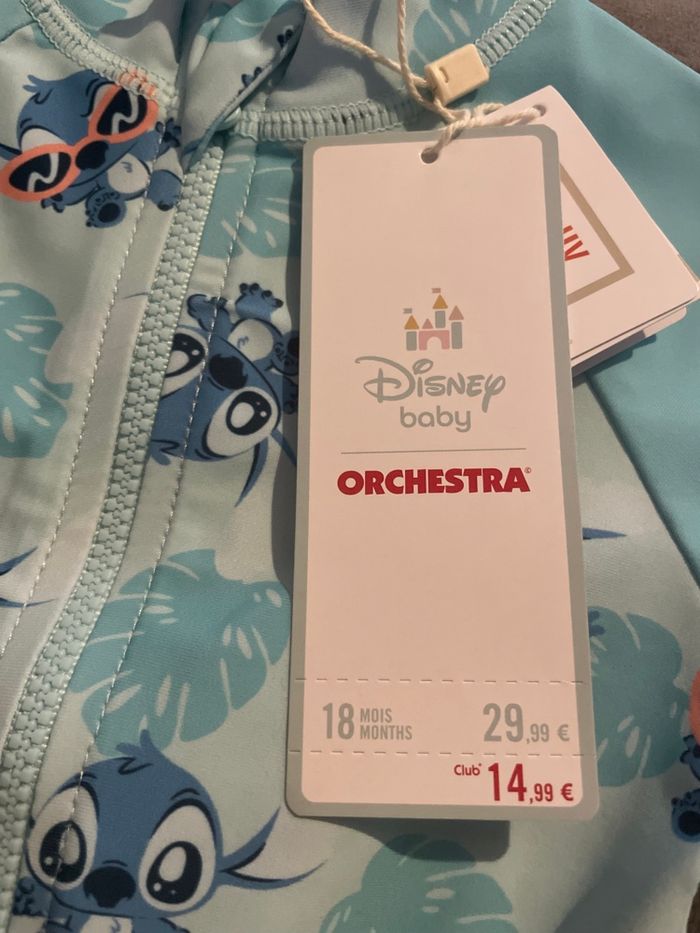 Disney
baby
ORCHESTRA©
18 MOIS
MONTHS
29,99 €
Club* 14,99 €